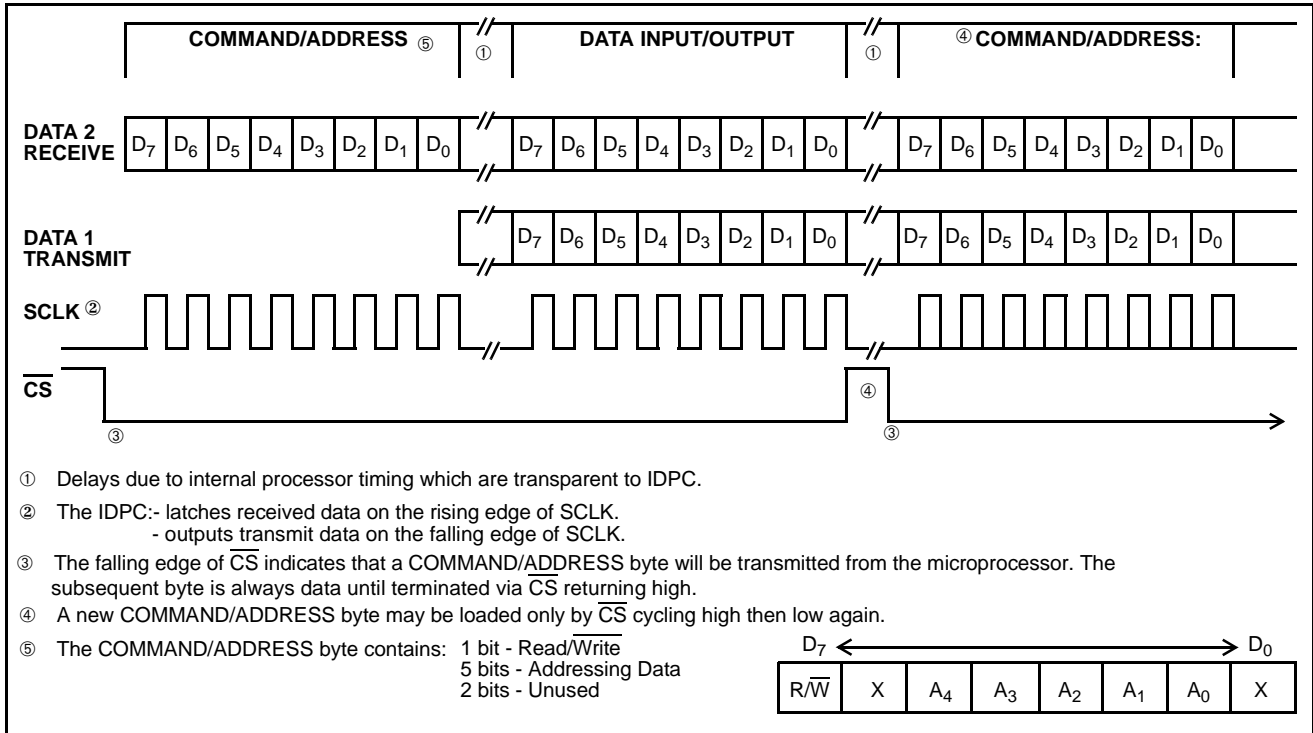 COMMAND/ADDRESS ⑤ ① DATA INPUT/OUTPUT ① ④ COMMAND/ADDRESS:
DATA 2
RECEIVE D7 D6 D5 D4 D3 D2 D1 D0 D7 D6 D5 D4 D3 D2 D1 D0 D7 D6 D5 D4 D3 D2 D1 D0
DATA 1
TRANSMIT D7 D6 D5 D4 D3 D2 D1 D0 D7 D6 D5 D4 D3 D2 D1 D0
SCLK ②
CS ④
③ ③
① Delays due to internal processor timing which are transparent to IDPC.
② The IDPC:- latches received data on the rising edge of SCLK.
- outputs transmit data on the falling edge of SCLK.
③ The falling edge of CS indicates that a COMMAND/ADDRESS byte will be transmitted from the microprocessor. The
subsequent byte is always data until terminated via CS returning high.
④ A new COMMAND/ADDRESS byte may be loaded only by CS cycling high then low again.
⑤ The COMMAND/ADDRESS byte contains: 1 bit - Read/Write
5 bits - Addressing Data
2 bits - Unused
D7 D0
R/W X A4 A3 A2 A1 A0 X